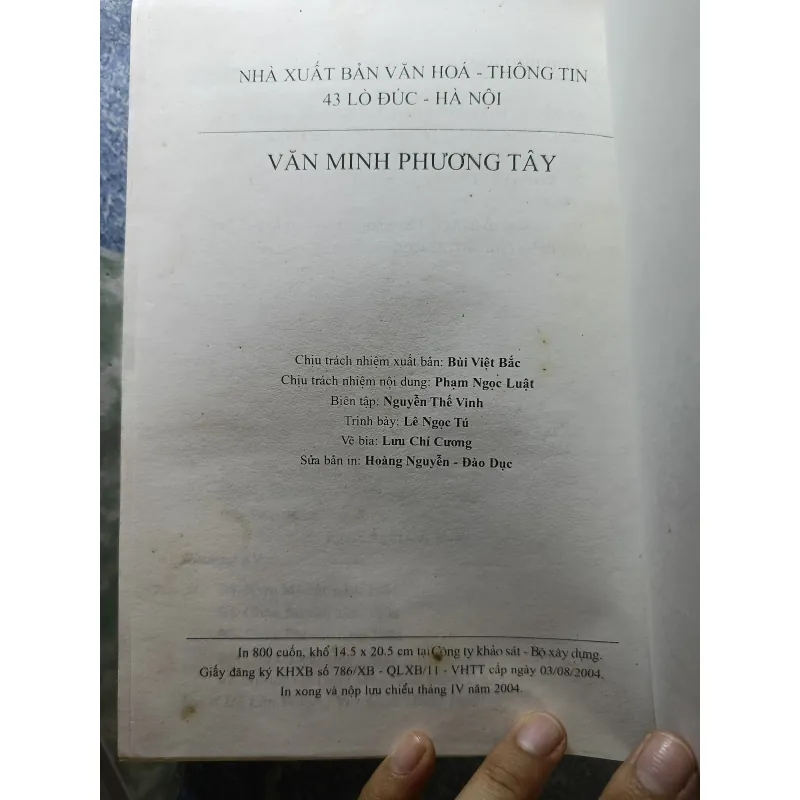 NHÀ XUẤT BẢN VĂN HOÁ - THÔNG TIN
43 LÒ ĐÚC - HÀ NỘI
VĂN MINH PHƯƠNG TÂY
Chịu trách nhiệm xuất bản: Bùi Việt Bắc
Chịu trách nhiệm nội dung: Phạm Ngọc Luật
Biên tập: Nguyễn Thế Vinh
Trình bày: Lê Ngọc Tú
Vẽ bìa: Lưu Chí Cương
Sửa bản in: Hoàng Nguyễn - Đào Dục
In 800 cuốn, khổ 14.5 x 20.5 cm tại Công ty khảo sát - Bộ xây dựng.
Giấy đăng ký KHXB số 786/XB - QLXB/11 - VHTT cấp ngày 03/08/2004.
In xong và nộp lưu chiểu tháng IV năm 2004.